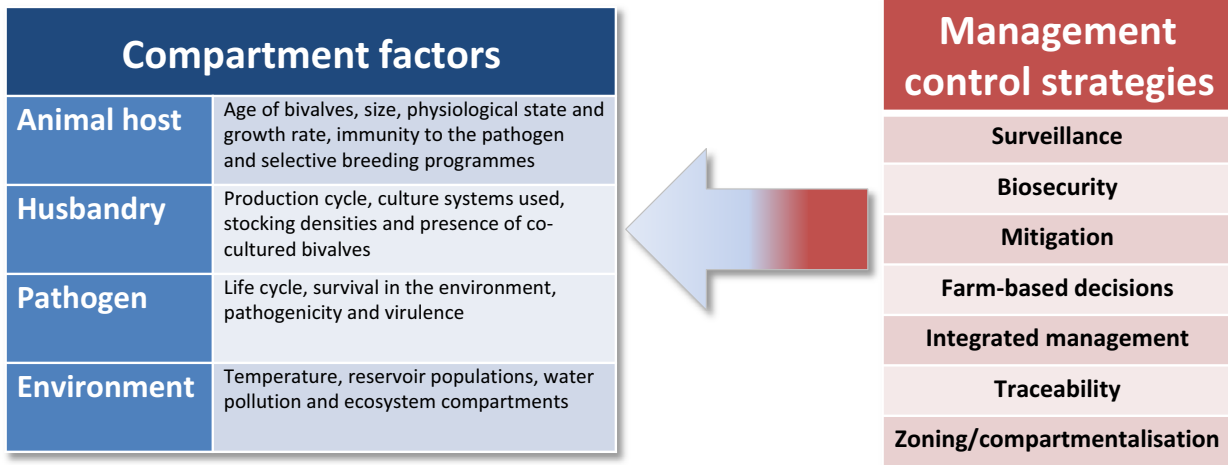 Compartment factors
Animal host
Age of bivalves, size, physiological state and
growth rate, immunity to the pathogen
and selective breeding programmes
Husbandry
Production cycle, culture systems used,
stocking densities and presence of co-
cultured bivalves
Pathogen
Life cycle, survival in the environment,
pathogenicity and virulence
Environment
Temperature, reservoir populations, water
pollution and ecosystem compartments
Management
control strategies
Surveillance
Biosecurity
Mitigation
Farm-based decisions
Integrated management
Traceability
Zoning/compartmentalisation